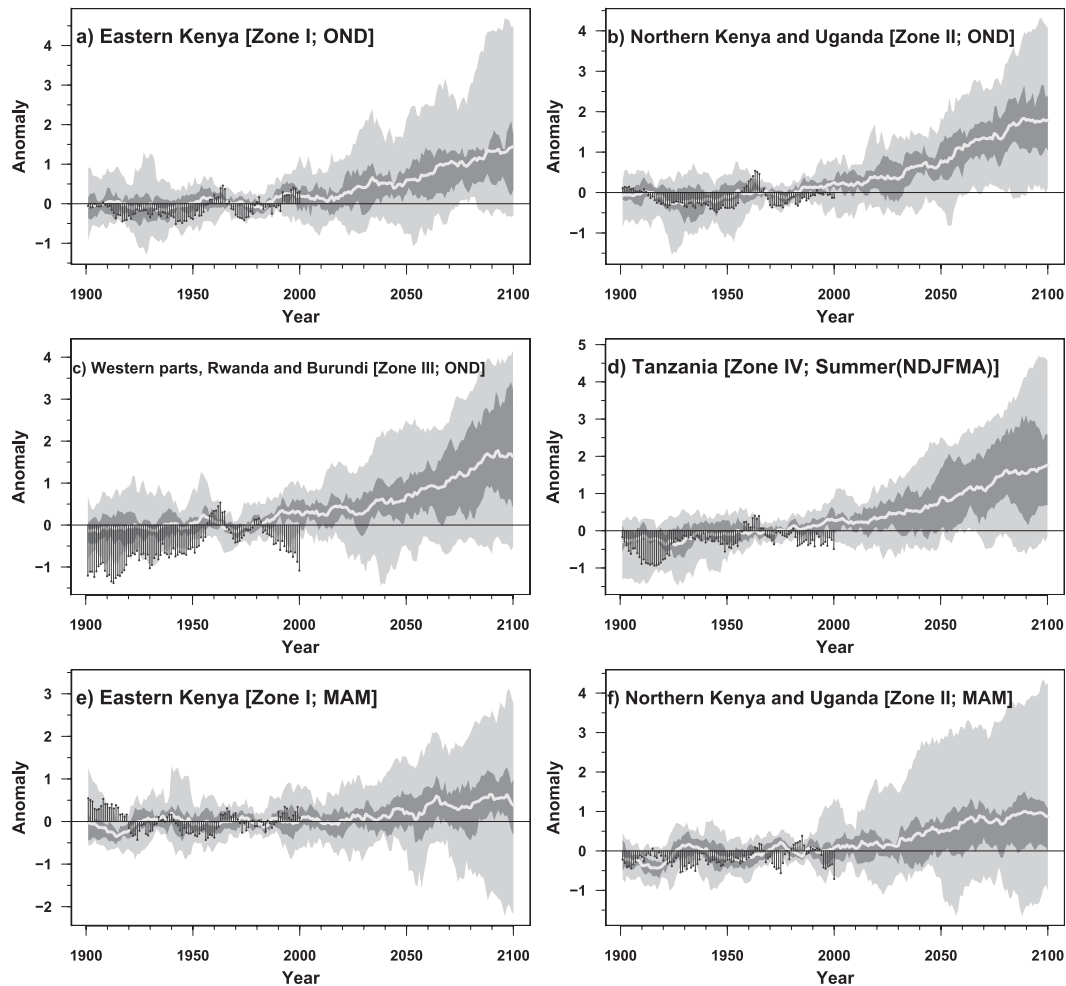 a) Eastern Kenya [Zone I; OND]
4
3
2
1
0
−1
Anomaly
1900 1950 2000 2050 2100
Year
b) Northern Kenya and Uganda [Zone II; OND]
4
3
2
1
0
−1
Anomaly
1900 1950 2000 2050 2100
Year
c) Western parts, Rwanda and Burundi [Zone III; OND]
4
3
2
1
0
−1
Anomaly
1900 1950 2000 2050 2100
Year
d) Tanzania [Zone IV; Summer(NDJFMA)]
5
4
3
2
1
0
−1
Anomaly
1900 1950 2000 2050 2100
Year
e) Eastern Kenya [Zone I; MAM]
3
2
1
0
−1
−2
Anomaly
1900 1950 2000 2050 2100
Year
f) Northern Kenya and Uganda [Zone II; MAM]
4
3
2
1
0
−1
Anomaly
1900 1950 2000 2050 2100
Year